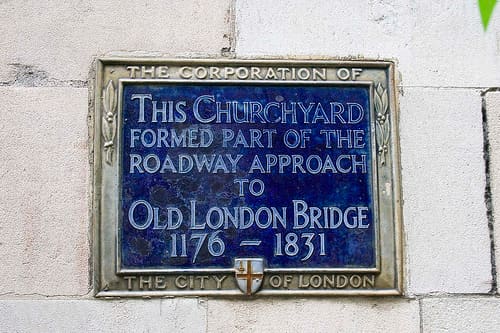 THE CORPORATION OF
THIS CHURCHYARD
FORMED PART OF THE
ROADWAY APPROACH
TO
OLD LONDON BRIDGE
1176 – 1831
THE CITY OF LONDON